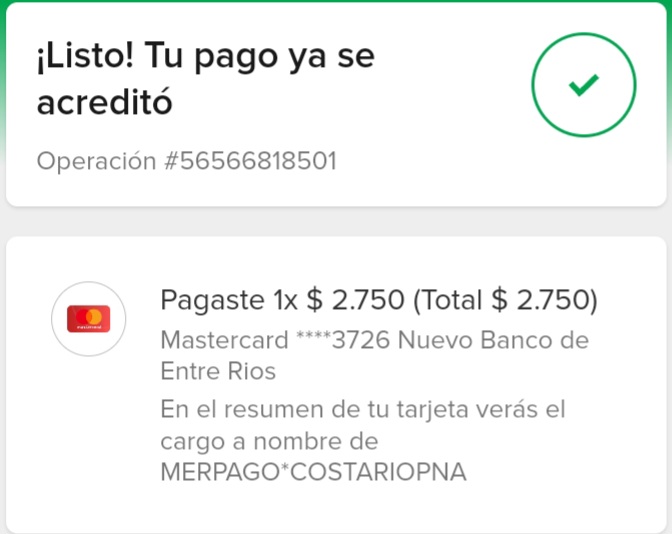 ¡Listo! Tu pago ya se
acreditó
Operación #56566818501
Pagaste 1x $ 2.750 (Total $ 2.750)
Mastercard ****3726 Nuevo Banco de
Entre Rios
En el resumen de tu tarjeta verás el
cargo a nombre de
MERPAGO*COSTARIOPNA